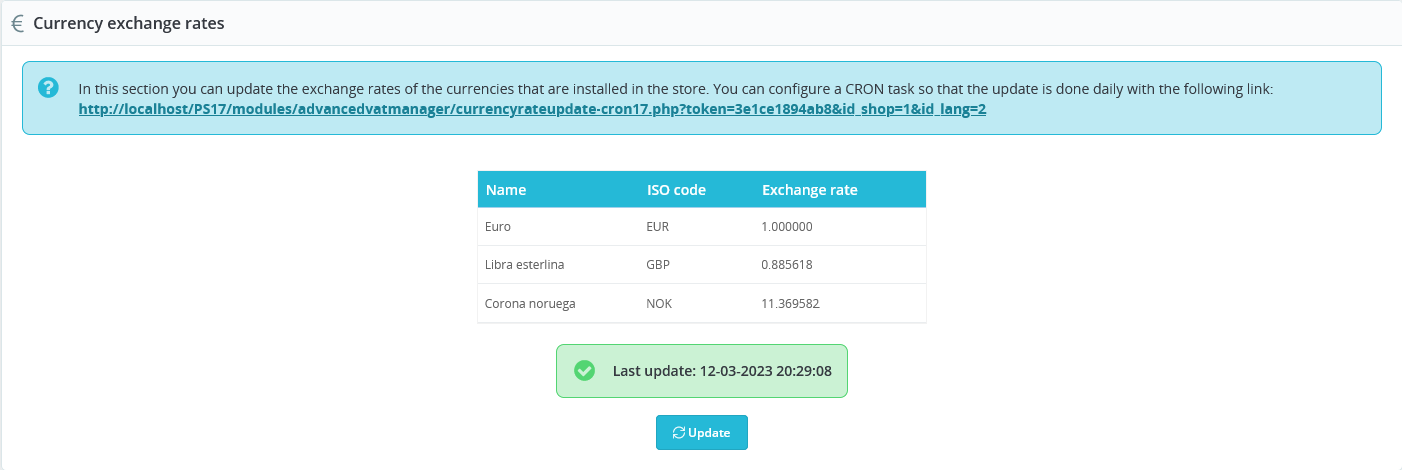 Currency exchange rates
In this section you can update the exchange rates of the currencies that are installed in the store. You can configure a CRON task so that the update is done daily with the following link:
http://localhost/PS17/modules/advancedvatmanager/currencyrateupdate-cron17.php?token=3e1ce1894ab8&id_shop=1&id_lang=2
Name ISO code Exchange rate
Euro EUR 1.000000
Libra esterlina GBP 0.885618
Corona noruega NOK 11.369582
Last update: 12-03-2023 20:29:08
Update